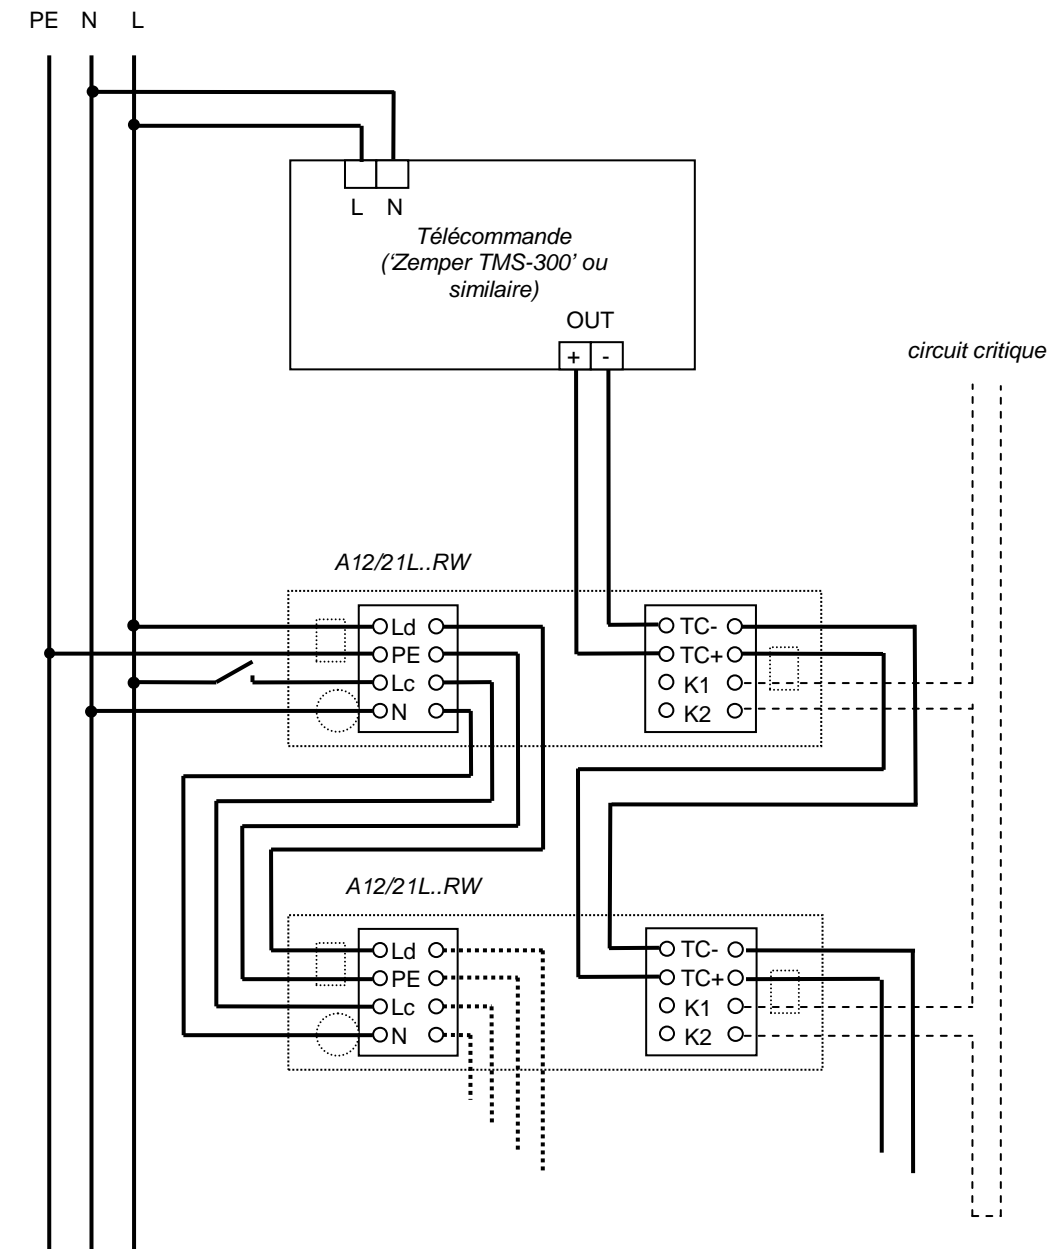 PE N L
L N
Télécommande
(‘Zemper TMS-300’ ou
similaire)
OUT
+ -
circuit critique
A12/21L..RW
Ld
PE
Lc
N
TC-
TC+
K1
K2
A12/21L..RW
Ld
PE
Lc
N
TC-
TC+
K1
K2